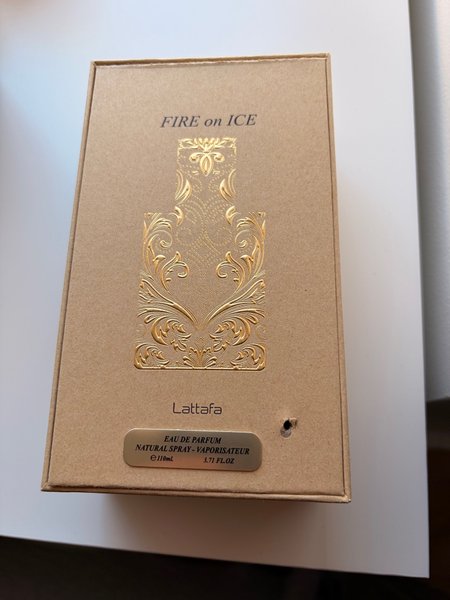 FIRE on ICE
Lattafa
EAU DE PARFUM
NATURAL SPRAY - VAPORISATEUR
℮110mL 3.71 FL.OZ